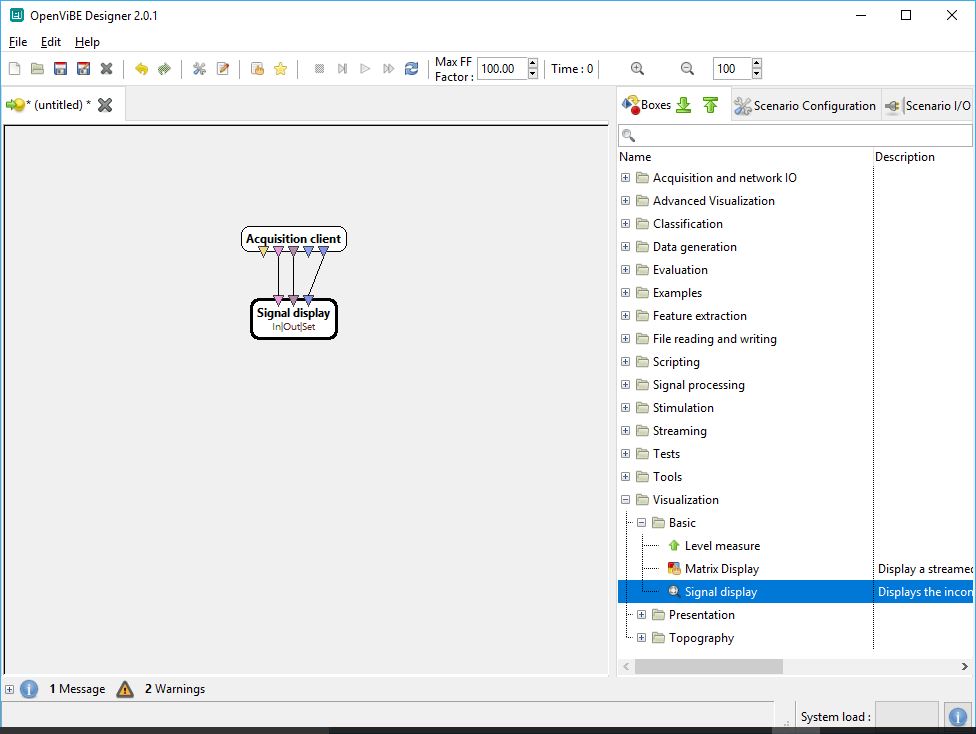 OpenViBE Designer 2.0.1
File Edit Help
Max FF Factor : 100.00 Time : 0 100
* (untitled) *
Boxes Scenario Configuration Scenario I/O
Name Description
Acquisition and network IO
Advanced Visualization
Classification
Data generation
Evaluation
Examples
Feature extraction
File reading and writing
Scripting
Signal processing
Stimulation
Streaming
Tests
Tools
Visualization
Basic
Level measure
Matrix Display Display a streamed
Signal display Displays the incon
Presentation
Topography
Acquisition client
Signal display
In|Out|Set
1 Message 2 Warnings
System load :